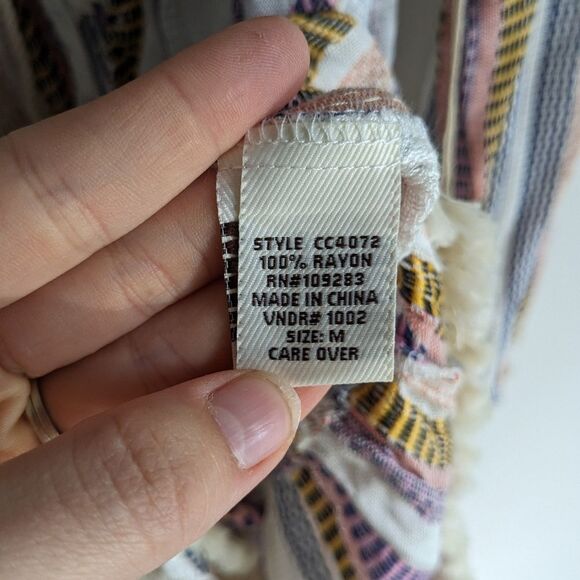 STYLE CC4072
100% RAYON
RN#109283
MADE IN CHINA
VNDR# 1002
SIZE: M
CARE OVER